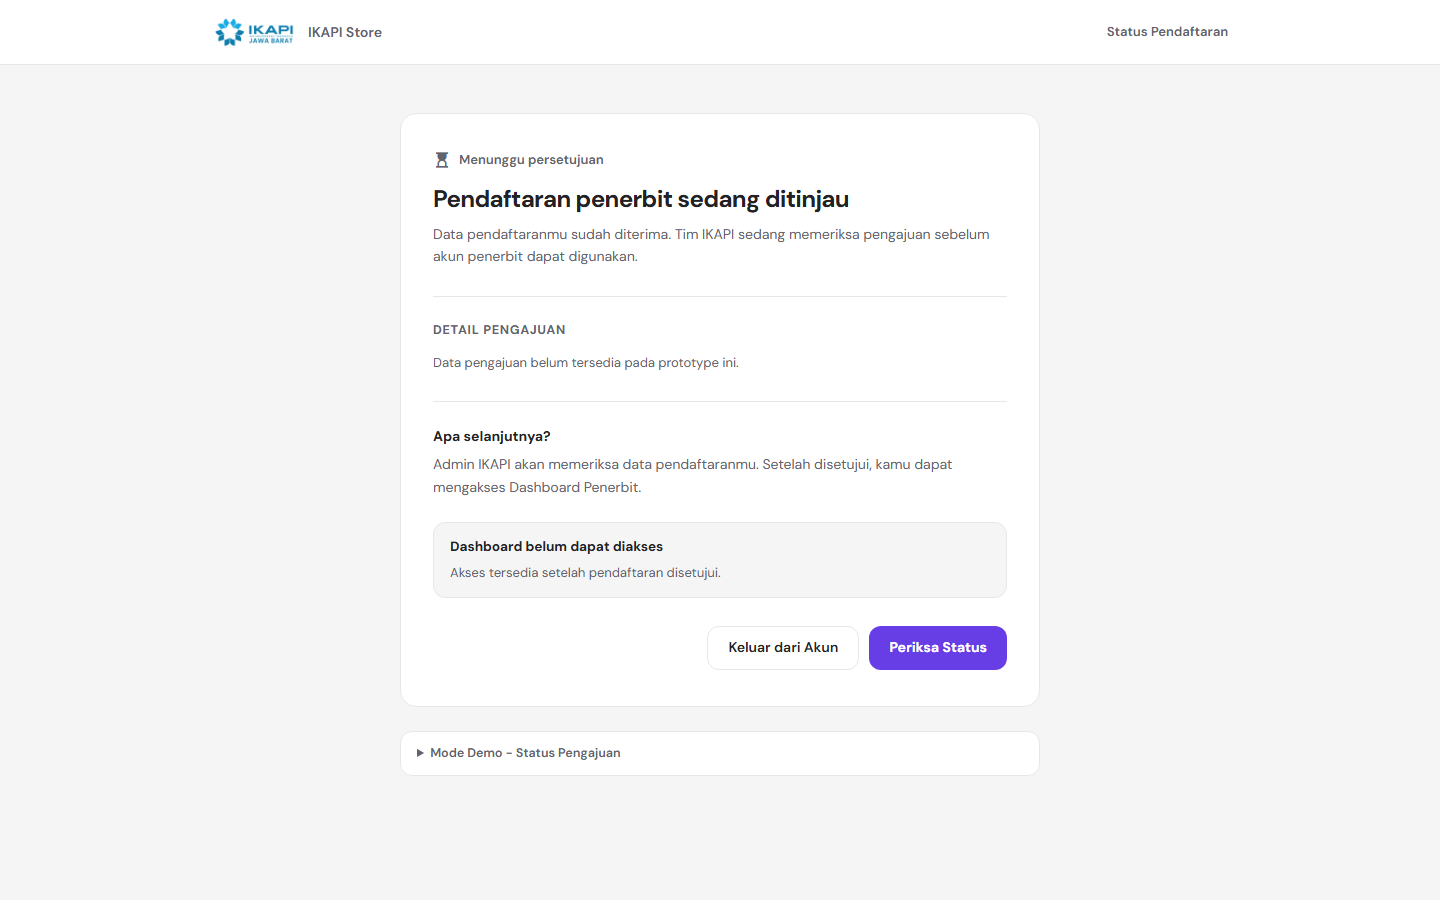 IKAPI
JAWA BARAT
IKAPI Store
Status Pendaftaran
Menunggu persetujuan
Pendaftaran penerbit sedang ditinjau
Data pendaftaranmu sudah diterima. Tim IKAPI sedang memeriksa pengajuan sebelum
akun penerbit dapat digunakan.
DETAIL PENGAJUAN
Data pengajuan belum tersedia pada prototype ini.
Apa selanjutnya?
Admin IKAPI akan memeriksa data pendaftaranmu. Setelah disetujui, kamu dapat
mengakses Dashboard Penerbit.
Dashboard belum dapat diakses
Akses tersedia setelah pendaftaran disetujui.
Keluar dari Akun
Periksa Status
Mode Demo - Status Pengajuan